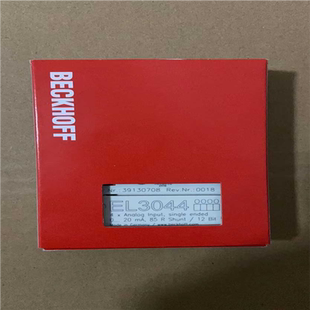 BECKHOFF
39130708 Rev.Nr.:0018
EL3044
Analog Input, single ended
20 mA, 85 R Shunt / 12 Bit